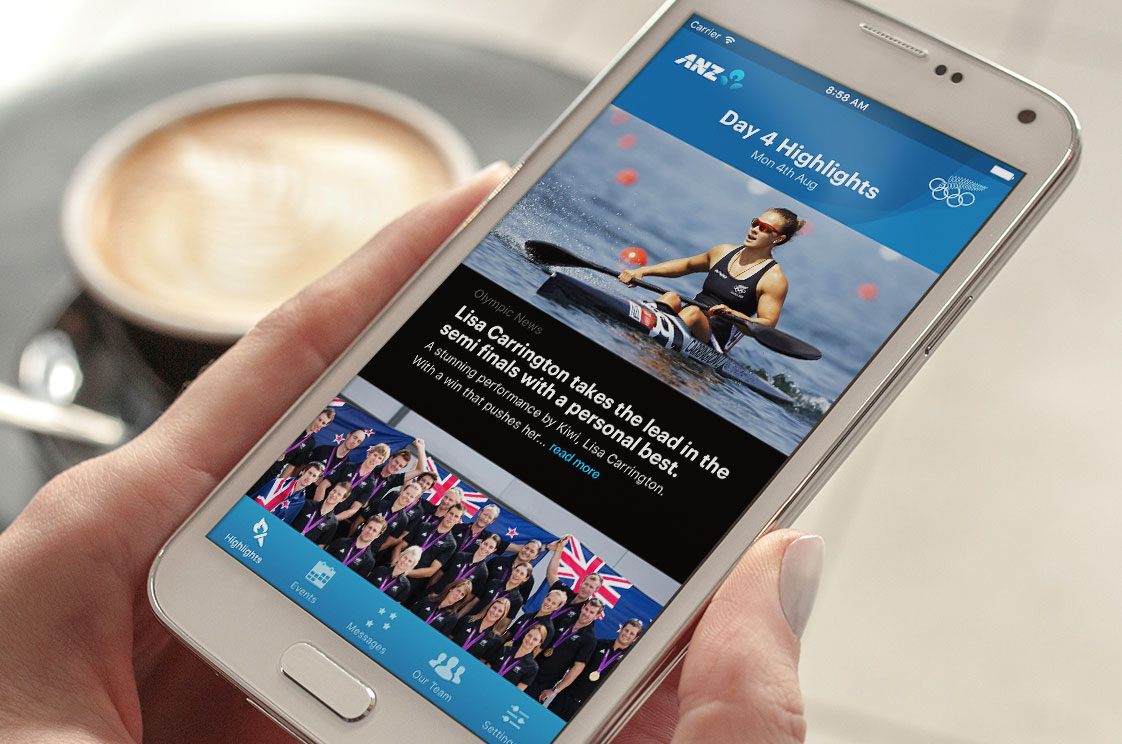 Carrier
8:58 AM
ANZ
Day 4 Highlights
Mon 4th Aug
Olympic News
Lisa Carrington takes the lead in the
semi finals with a personal best.
A stunning performance by Kiwi, Lisa Carrington.
With a win that pushes her... read more
Highlights
Events
Messages
Our Team
Settings